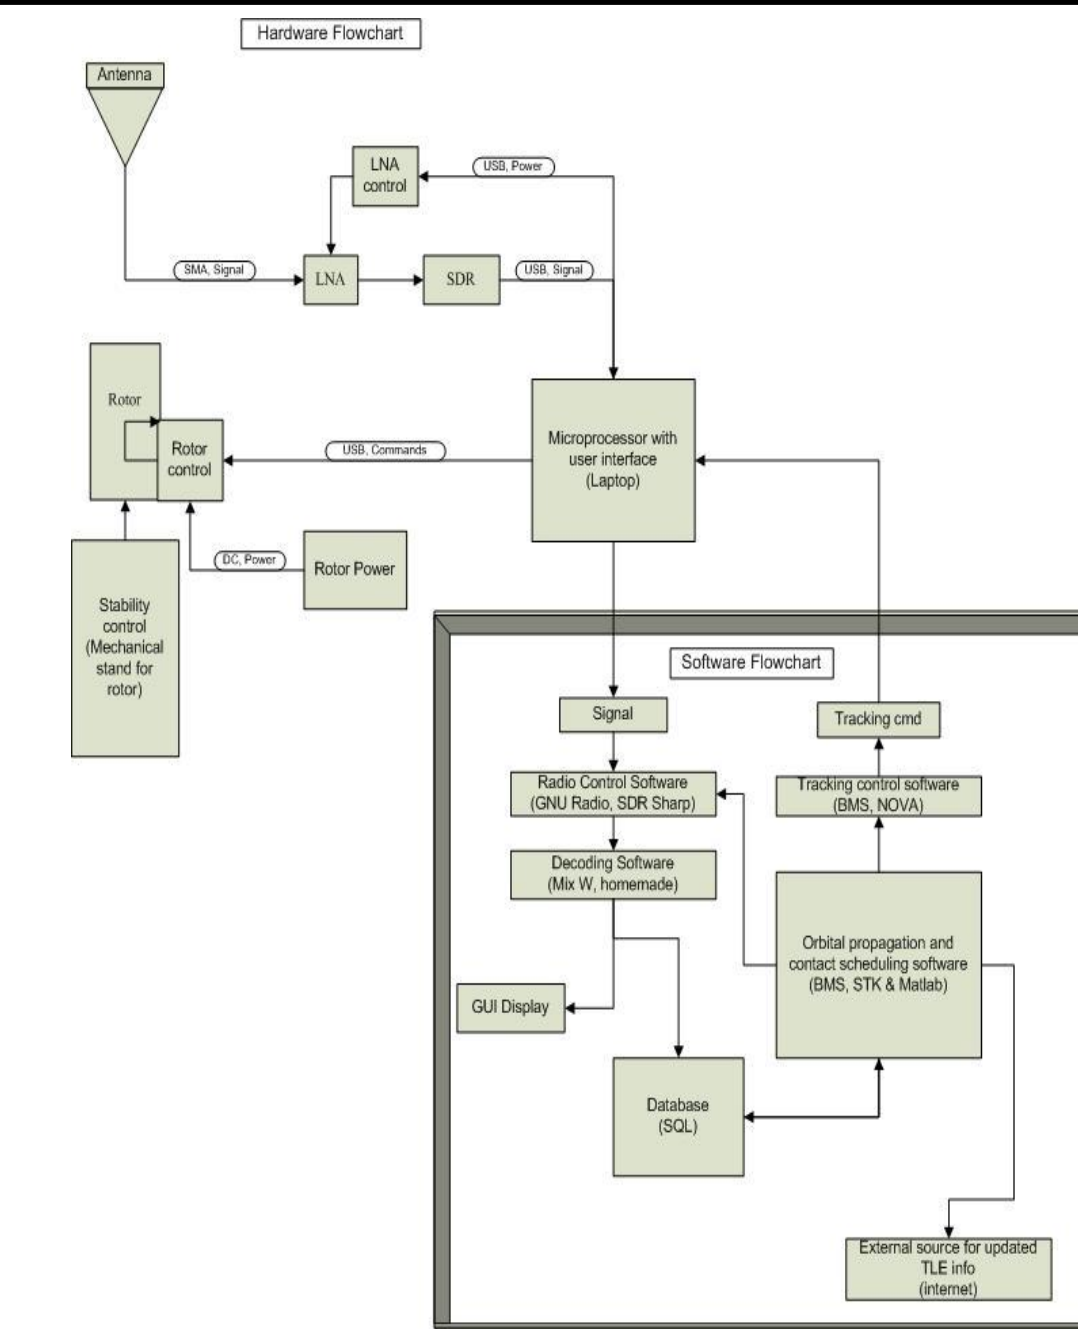 Hardware Flowchart
Antenna
LNA
control
USB, Power
SMA, Signal
LNA
SDR
USB, Signal
Rotor
Rotor
control
USB, Commands
Microprocessor with
user interface
(Laptop)
DC, Power
Rotor Power
Stability
control
(Mechanical
stand for
rotor)
Software Flowchart
Signal
Tracking cmd
Radio Control Software
(GNU Radio, SDR Sharp)
Tracking control software
(BMS, NOVA)
Decoding Software
(Mix W, homemade)
Orbital propagation and
contact scheduling software
(BMS, STK & Matlab)
GUI Display
Database
(SQL)
External source for updated
TLE info
(internet)